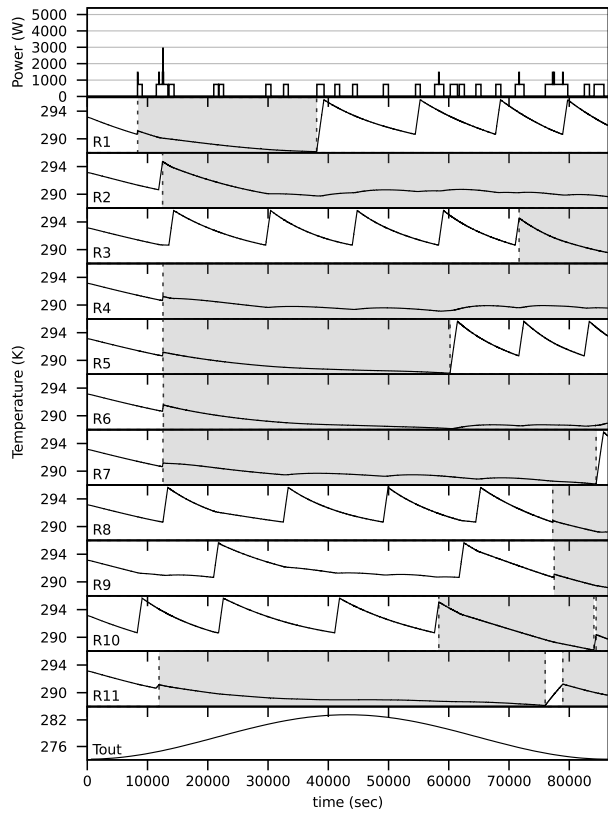 Power (W)
5000
4000
3000
2000
1000
0
294
290
R1
294
290
R2
294
290
R3
294
290
R4
294
290
R5
294
290
R6
294
290
R7
294
290
R8
294
290
R9
294
290
R10
294
290
R11
282
276
Tout
Temperature (K)
0 10000 20000 30000 40000 50000 60000 70000 80000
time (sec)